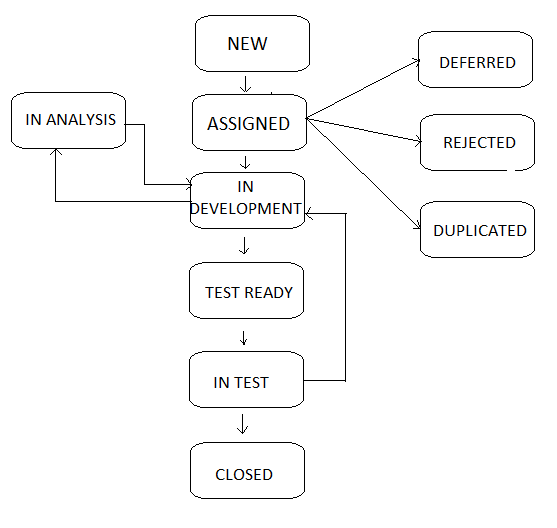 NEW
DEFERRED
IN ANALYSIS
ASSIGNED
REJECTED
IN
DEVELOPMENT
DUPLICATED
TEST READY
IN TEST
CLOSED